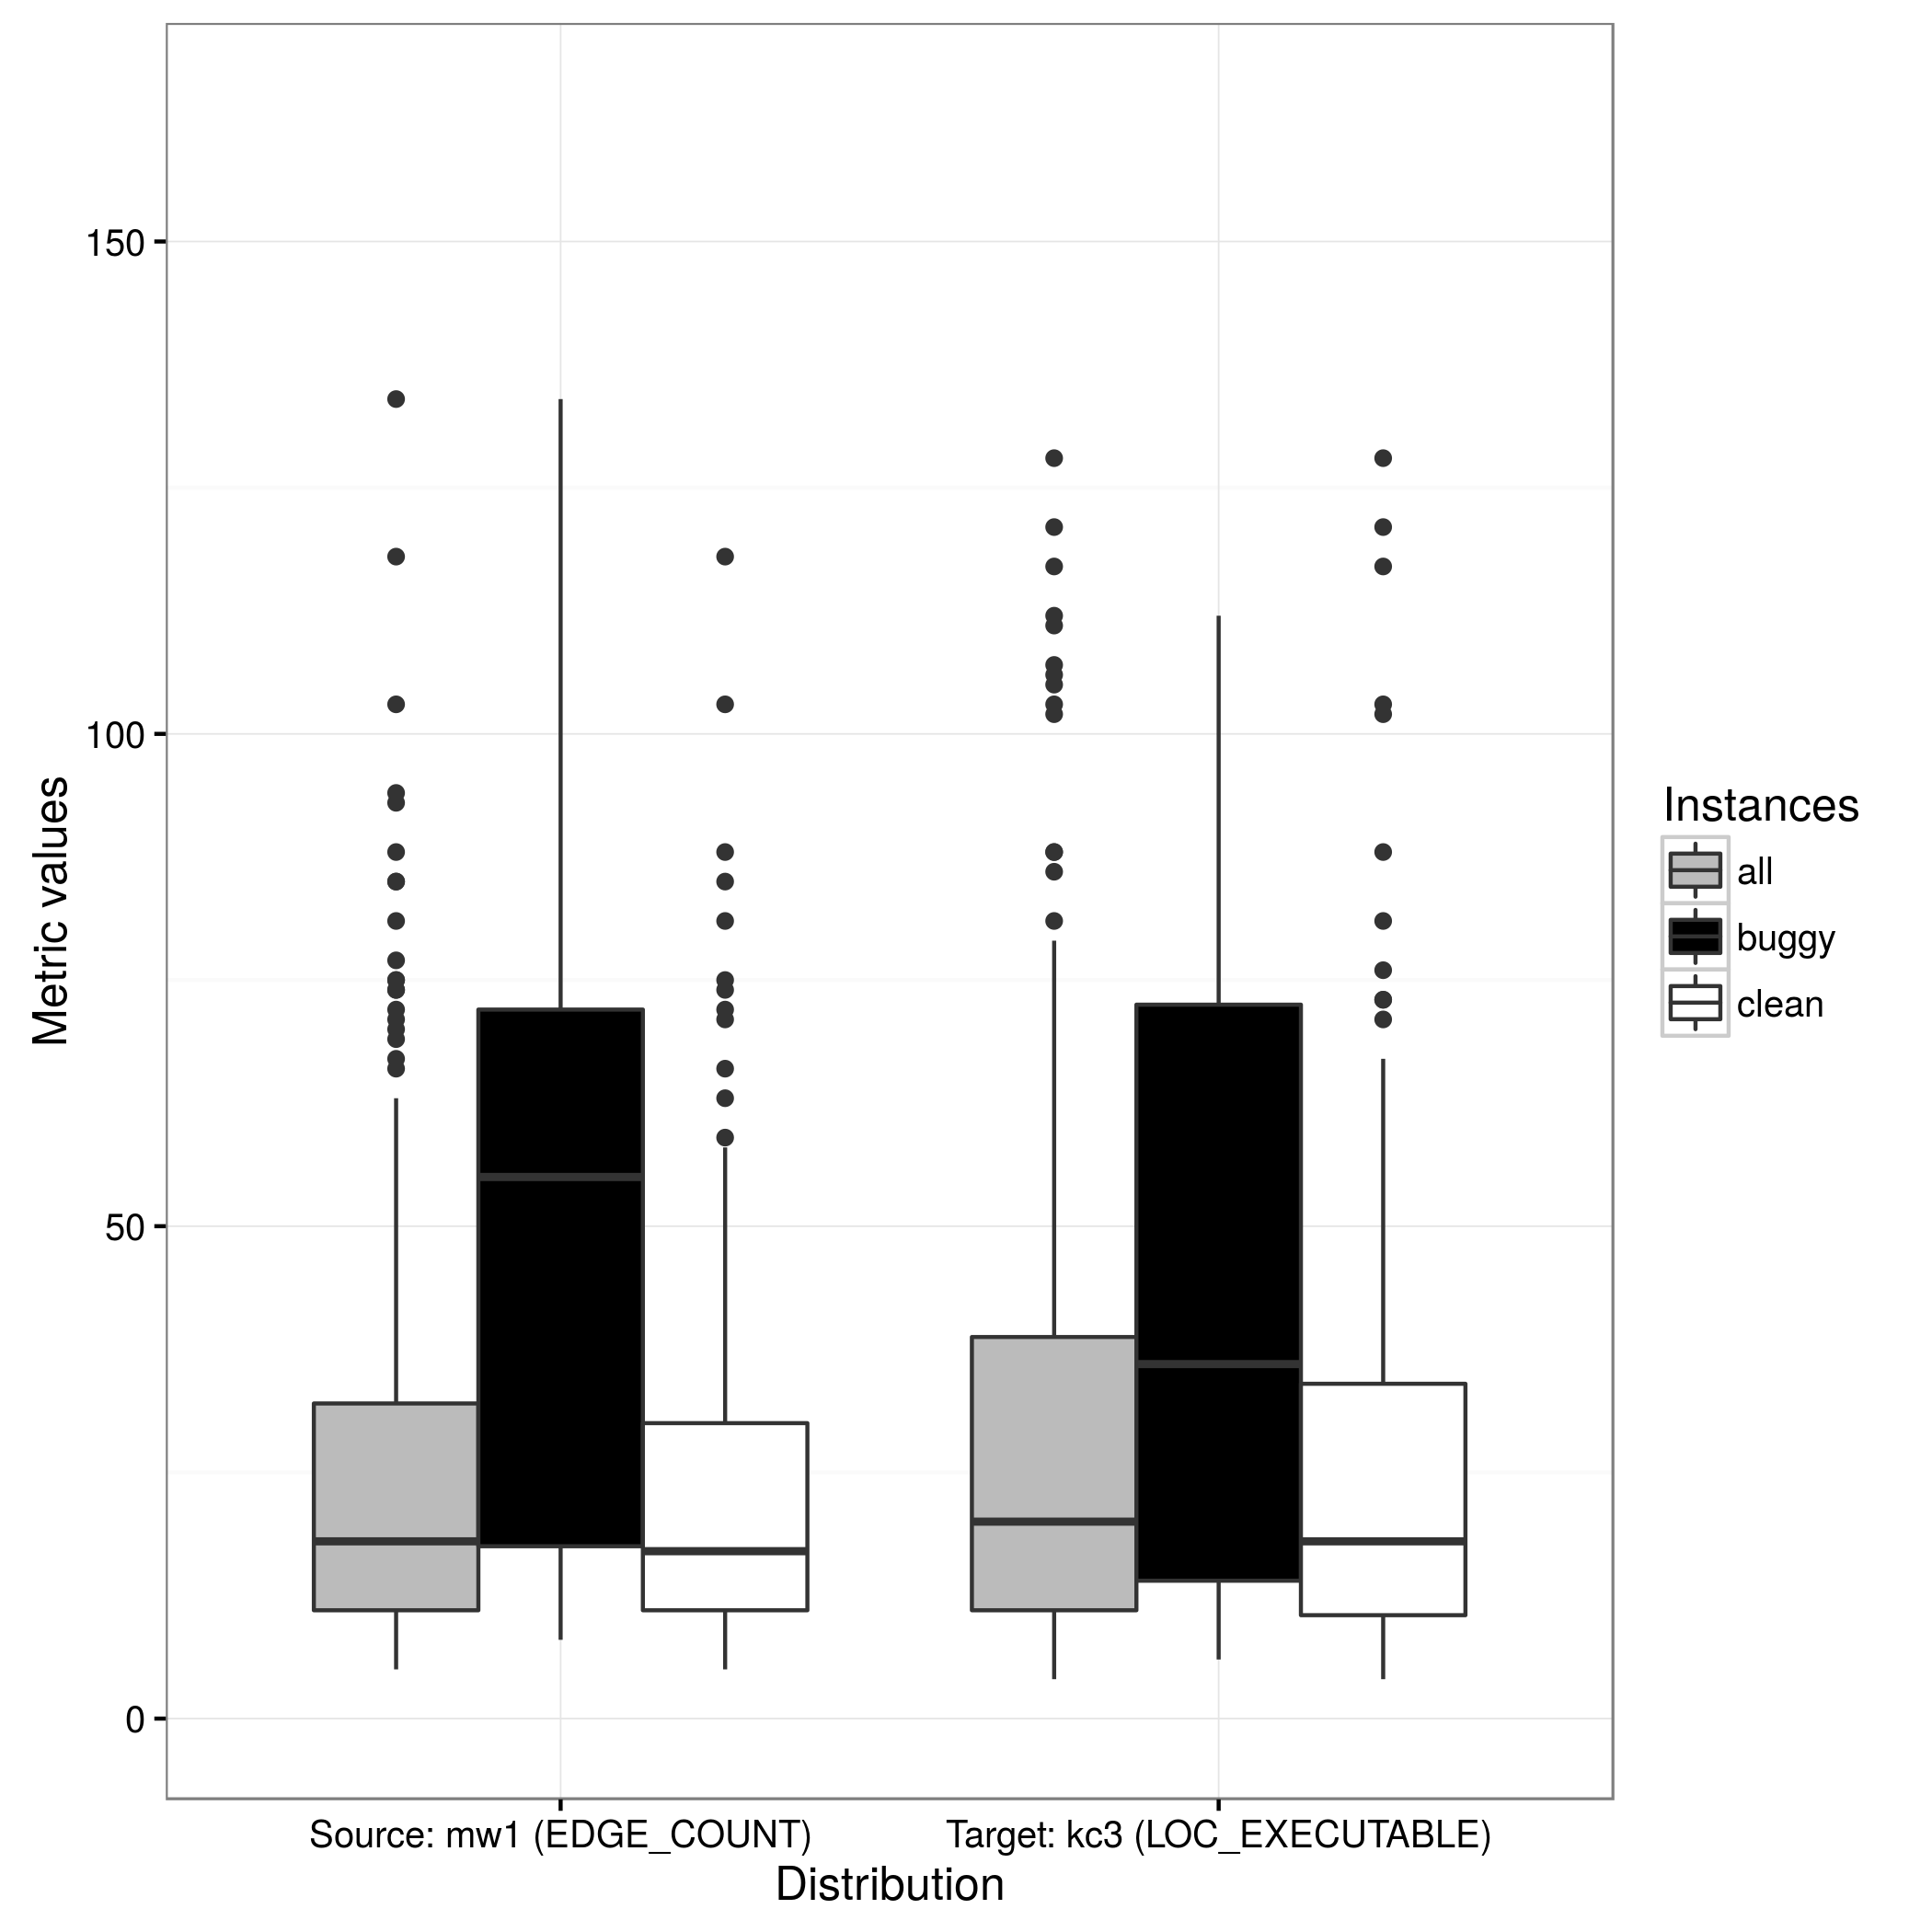 150
100
50
0
Metric values
Source: mw1 (EDGE_COUNT)
Target: kc3 (LOC_EXECUTABLE)
Distribution
Instances
all
buggy
clean